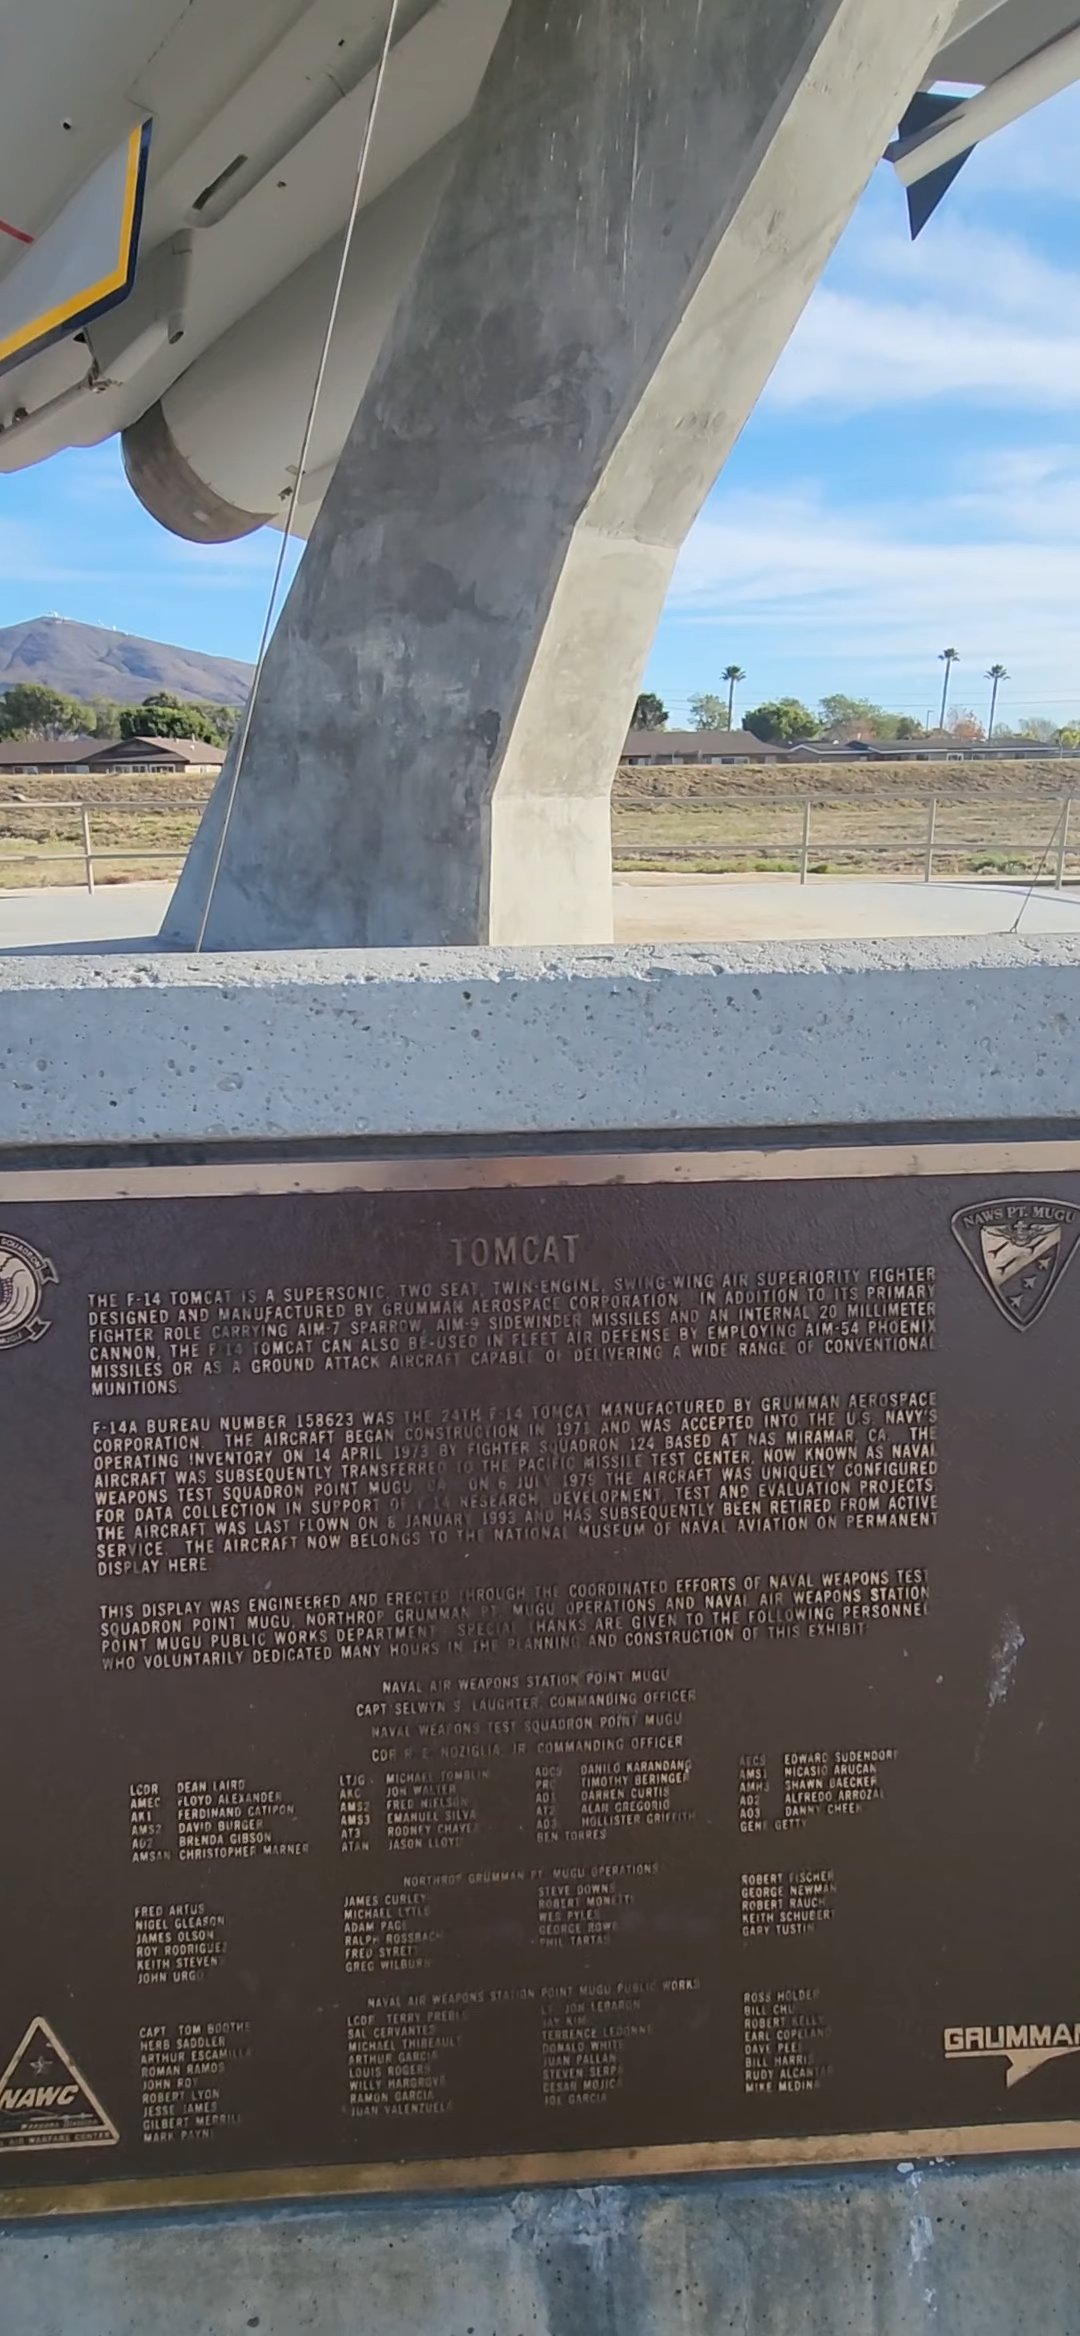 TOMCAT
NAWS PT. MUGU
THE F-14 TOMCAT IS A SUPERSONIC, TWO SEAT, TWIN-ENGINE, SWING-WING AIR SUPERIORITY FIGHTER
DESIGNED AND MANUFACTURED BY GRUMMAN AEROSPACE CORPORATION. IN ADDITION TO ITS PRIMARY
FIGHTER ROLE CARRYING AIM-7 SPARROW, AIM-9 SIDEWINDER MISSILES AND AN INTERNAL 20 MILLIMETER
CANNON, THE F-14 TOMCAT CAN ALSO BE USED IN FLEET AIR DEFENSE BY EMPLOYING AIM-54 PHOENIX
MISSILES OR AS A GROUND ATTACK AIRCRAFT CAPABLE OF DELIVERING A WIDE RANGE OF CONVENTIONAL
MUNITIONS.
F-14A BUREAU NUMBER 158623 WAS THE 24TH F-14 TOMCAT MANUFACTURED BY GRUMMAN AEROSPACE
CORPORATION. THE AIRCRAFT BEGAN CONSTRUCTION IN 1971 AND WAS ACCEPTED INTO THE U.S. NAVY'S
OPERATING INVENTORY ON 14 APRIL 1973 BY FIGHTER SQUADRON 124 BASED AT NAS MIRAMAR, CA. THE
AIRCRAFT WAS SUBSEQUENTLY TRANSFERRED TO THE PACIFIC MISSILE TEST CENTER, NOW KNOWN AS NAVAL
WEAPONS TEST SQUADRON POINT MUGU, CA. ON 6 JULY 1979 THE AIRCRAFT WAS UNIQUELY CONFIGURED
FOR DATA COLLECTION IN SUPPORT OF F-14 RESEARCH, DEVELOPMENT, TEST AND EVALUATION PROJECTS.
THE AIRCRAFT WAS LAST FLOWN ON 8 JANUARY 1993 AND HAS SUBSEQUENTLY BEEN RETIRED FROM ACTIVE
SERVICE. THE AIRCRAFT NOW BELONGS TO THE NATIONAL MUSEUM OF NAVAL AVIATION ON PERMANENT
DISPLAY HERE.
THIS DISPLAY WAS ENGINEERED AND ERECTED THROUGH THE COORDINATED EFFORTS OF NAVAL WEAPONS TEST
SQUADRON POINT MUGU, NORTHROP GRUMMAN PT. MUGU OPERATIONS AND NAVAL AIR WEAPONS STATION
POINT MUGU PUBLIC WORKS DEPARTMENT. SPECIAL THANKS ARE GIVEN TO THE FOLLOWING PERSONNEL
WHO VOLUNTARILY DEDICATED MANY HOURS IN THE PLANNING AND CONSTRUCTION OF THIS EXHIBIT:
NAVAL AIR WEAPONS STATION POINT MUGU
CAPT SELWYN S. LAUGHTER, COMMANDING OFFICER
NAVAL WEAPONS TEST SQUADRON POINT MUGU
CDR R. E. NOZIGLIA, JR. COMMANDING OFFICER
LCDR DEAN LAIRD
AMEC FLOYD ALEXANDER
AK1 FERDINAND CATIPON
AMS2 DAVID BURGER
AD2 BRENDA GIBSON
AMSAN CHRISTOPHER MARNER
LTJG MICHAEL TOMBLIN
AKC JON WALTER
AMS2 FRED NIELSON
AMS3 EMANUEL SILVA
AT3 RODNEY CHAVEZ
ATAN JASON LLOYD
ADCS DANILO KARANDANG
PRC TIMOTHY BERINGER
AD1 DARREN CURTIS
AT2 ALAN GREGORIO
AD3 HOLLISTER GRIFFITH
BEN TORRES
AECS EDWARD SUDENDORF
AMS1 NICASIO ARUCAN
AMH3 SHAWN DAECKER
AO2 ALFREDO ARROZAL
AO3 DANNY CHEEK
GENE GETTY
NORTHROP GRUMMAN PT. MUGU OPERATIONS
FRED ARTUS
NIGEL GLEASON
JAMES OLSON
ROY RODRIGUEZ
KEITH STEVENS
JOHN URGO
JAMES CURLEY
MICHAEL LYTLE
ADAM PAGE
RALPH ROSSBACH
FRED SYRETT
GREG WILBURN
STEVE DOWNS
ROBERT MONETTI
WES PYLES
GEORGE ROWE
PHIL TARTAS
ROBERT FISCHER
GEORGE NEWMAN
ROBERT RAUCH
KEITH SCHUBERT
GARY TUSTIN
NAVAL AIR WEAPONS STATION POINT MUGU PUBLIC WORKS
CAPT. TOM BOOTHE
HERB SADDLER
ARTHUR ESCAMILLA
ROMAN RAMOS
JOHN ROY
ROBERT LYON
JESSE JAMES
GILBERT MERRILL
MARK PAYNE
LCDR TERRY PREBLE
SAL CERVANTES
MICHAEL THIBEAULT
ARTHUR GARCIA
LOUIS ROGERS
WILLY HARGROVE
RAMON GARCIA
JUAN VALENZUELA
LT. JON LEBARON
JAY KIM
TERRENCE LEDONNE
DONALD WHITE
JUAN PALLAN
STEVEN SERPA
CESAR MOJICA
JOE GARCIA
ROSS HOLDER
BILL CHU
ROBERT KELLY
EARL COPELAND
DAVE PEEL
BILL HARRIS
RUDY ALCANTAR
MIKE MEDINA
NAWC
GRUMMAN